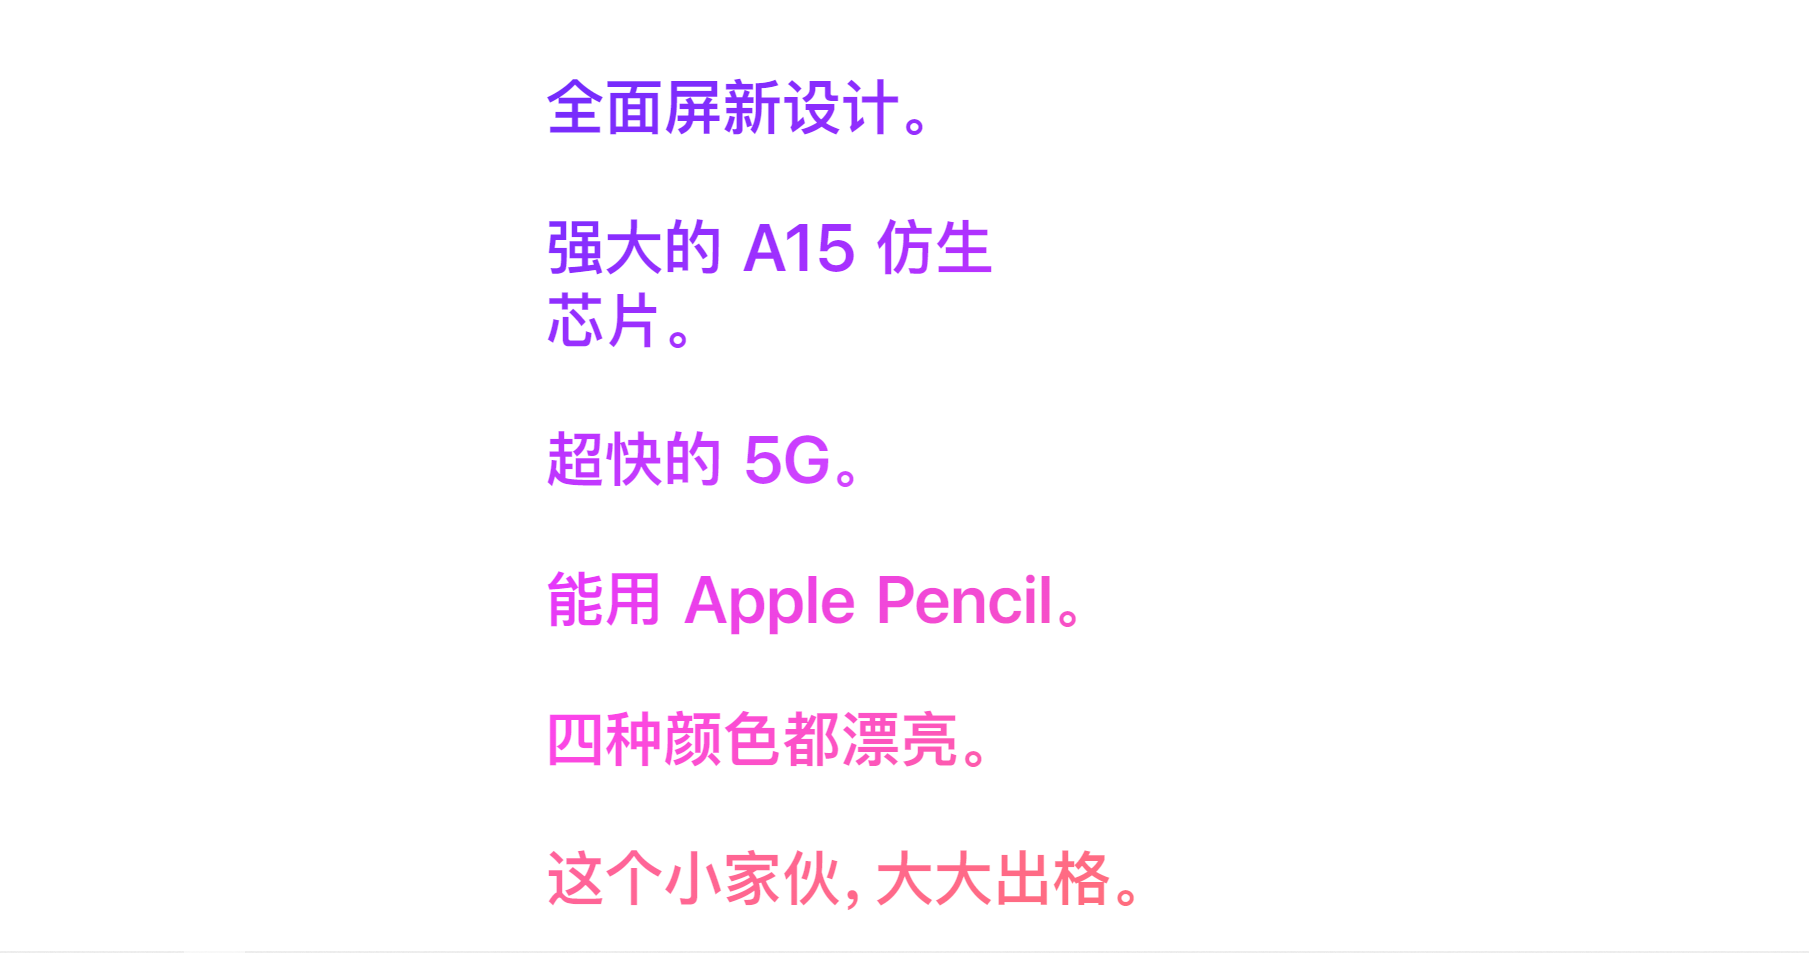 全面屏新设计。
强大的 A15 仿生
芯片。
超快的 5G。
能用 Apple Pencil。
四种颜色都漂亮。
这个小家伙，大大出格。